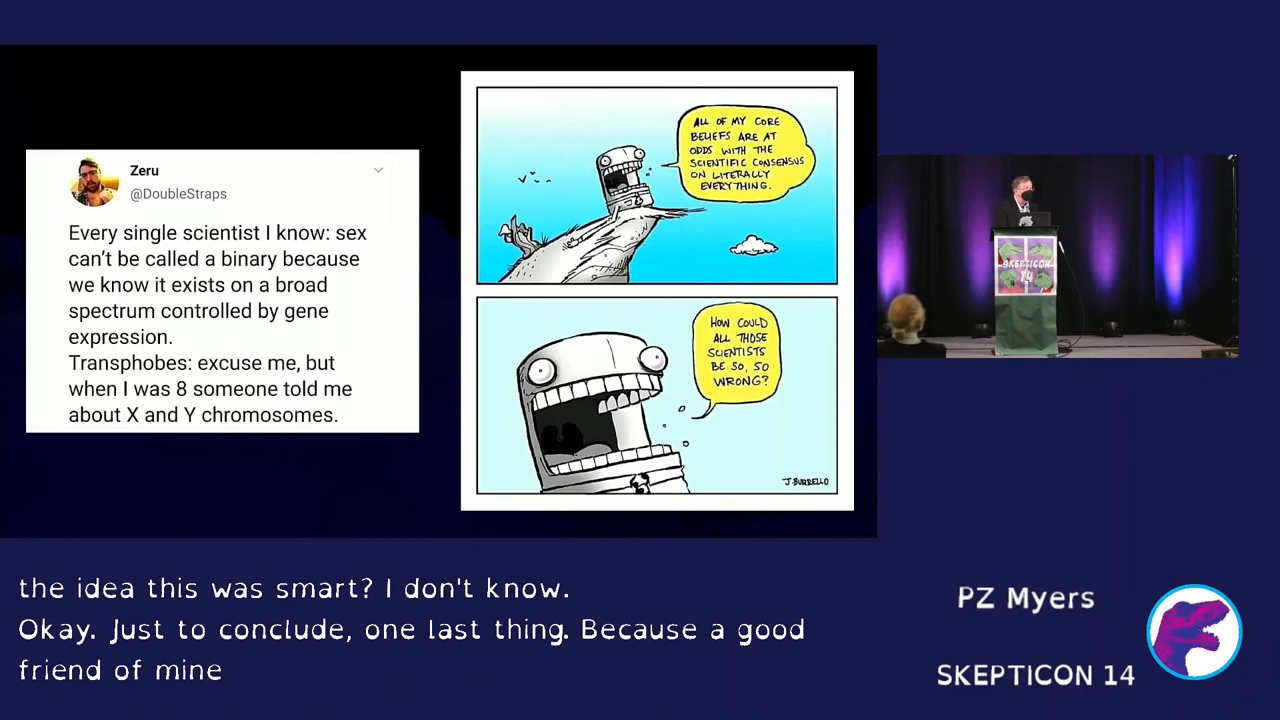 Zeru
@DoubleStraps
Every single scientist I know: sex
can't be called a binary because
we know it exists on a broad
spectrum controlled by gene
expression.
Transphobes: excuse me, but
when I was 8 someone told me
about X and Y chromosomes.
ALL OF MY CORE
BELIEFS ARE AT
ODDS WITH THE
SCIENTIFIC CONSENSUS
ON LITERALLY
EVERYTHING.
HOW COULD
ALL THOSE
SCIENTISTS
BE SO, SO
WRONG?
J. BURRELLO
SKEPTICON
14
the idea this was smart? I don't know.
Okay. Just to conclude, one last thing. Because a good
friend of mine
PZ Myers
SKEPTICON 14